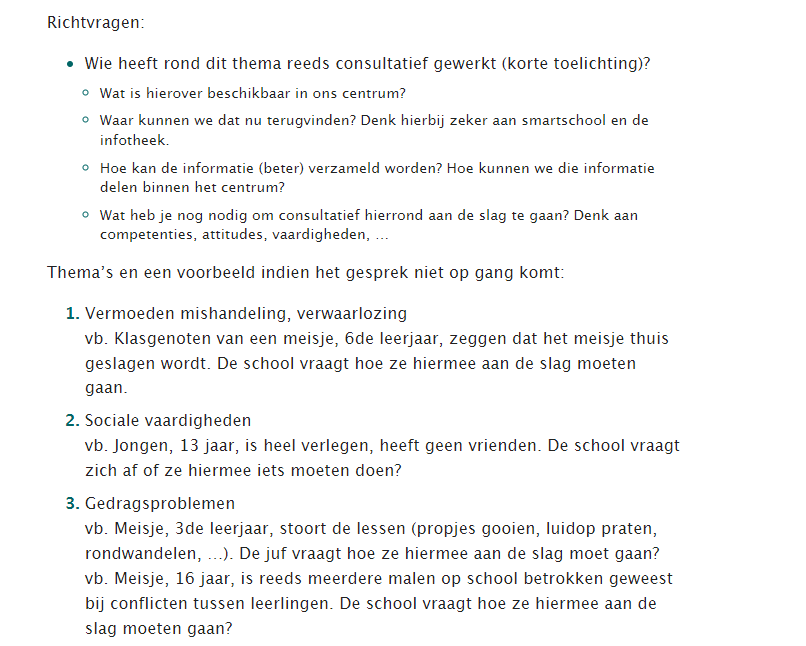 Richtvragen:
• Wie heeft rond dit thema reeds consultatief gewerkt (korte toelichting)?
○ Wat is hierover beschikbaar in ons centrum?
○ Waar kunnen we dat nu terugvinden? Denk hierbij zeker aan smartschool en de
infotheek.
○ Hoe kan de informatie (beter) verzameld worden? Hoe kunnen we die informatie
delen binnen het centrum?
○ Wat heb je nog nodig om consultatief hierrond aan de slag te gaan? Denk aan
competenties, attitudes, vaardigheden, …
Thema’s en een voorbeeld indien het gesprek niet op gang komt:
1. Vermoeden mishandeling, verwaarlozing
vb. Klasgenoten van een meisje, 6de leerjaar, zeggen dat het meisje thuis
geslagen wordt. De school vraagt hoe ze hiermee aan de slag moeten
gaan.
2. Sociale vaardigheden
vb. Jongen, 13 jaar, is heel verlegen, heeft geen vrienden. De school vraagt
zich af of ze hiermee iets moeten doen?
3. Gedragsproblemen
vb. Meisje, 3de leerjaar, stoort de lessen (propjes gooien, luidop praten,
rondwandelen, …). De juf vraagt hoe ze hiermee aan de slag moet gaan?
vb. Meisje, 16 jaar, is reeds meerdere malen op school betrokken geweest
bij conflicten tussen leerlingen. De school vraagt hoe ze hiermee aan de
slag moeten gaan?